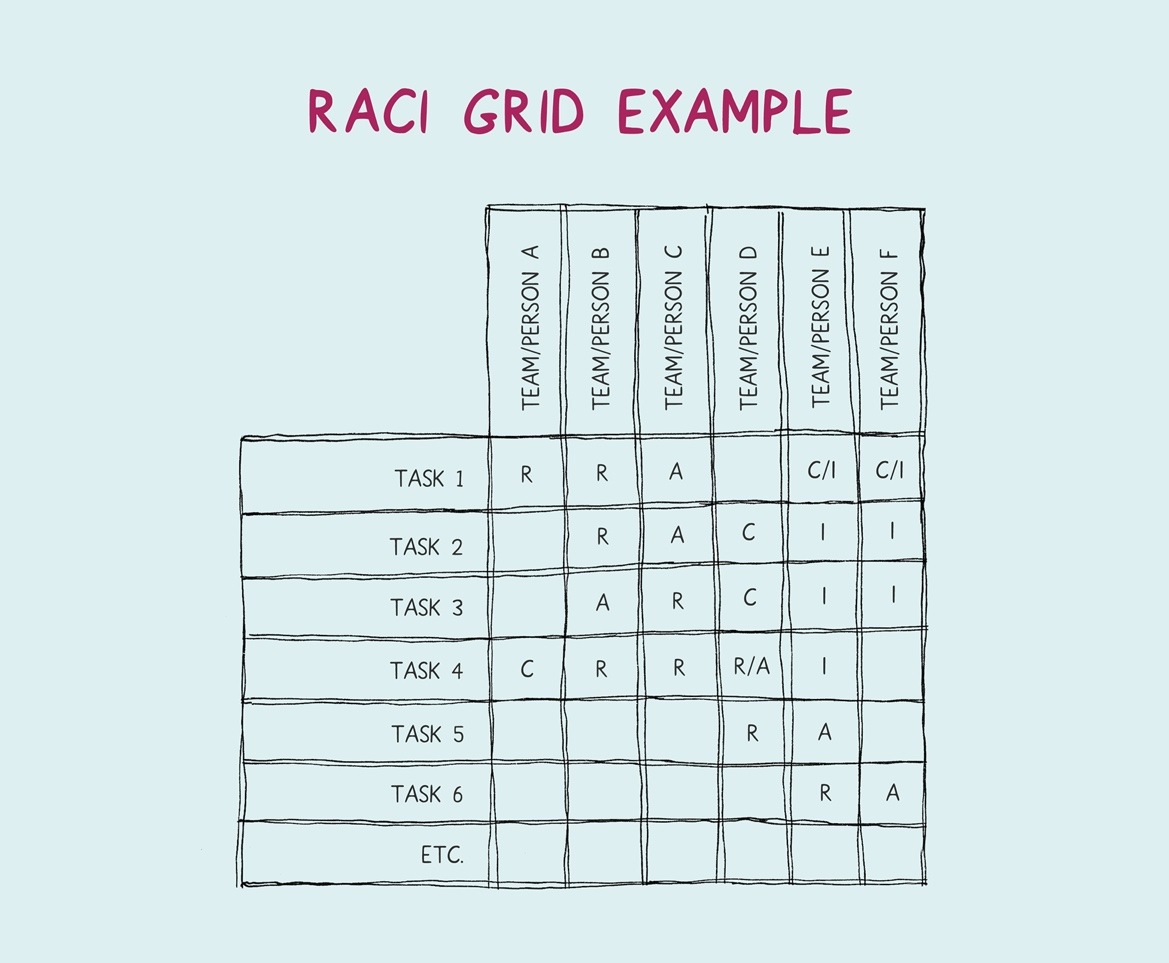 RACI GRID EXAMPLE
TEAM/PERSON A
TEAM/PERSON B
TEAM/PERSON C
TEAM/PERSON D
TEAM/PERSON E
TEAM/PERSON F
TASK 1 R R A C/I C/I
TASK 2 R A C I I
TASK 3 A R C I I
TASK 4 C R R R/A I
TASK 5 R A
TASK 6 R A
ETC.